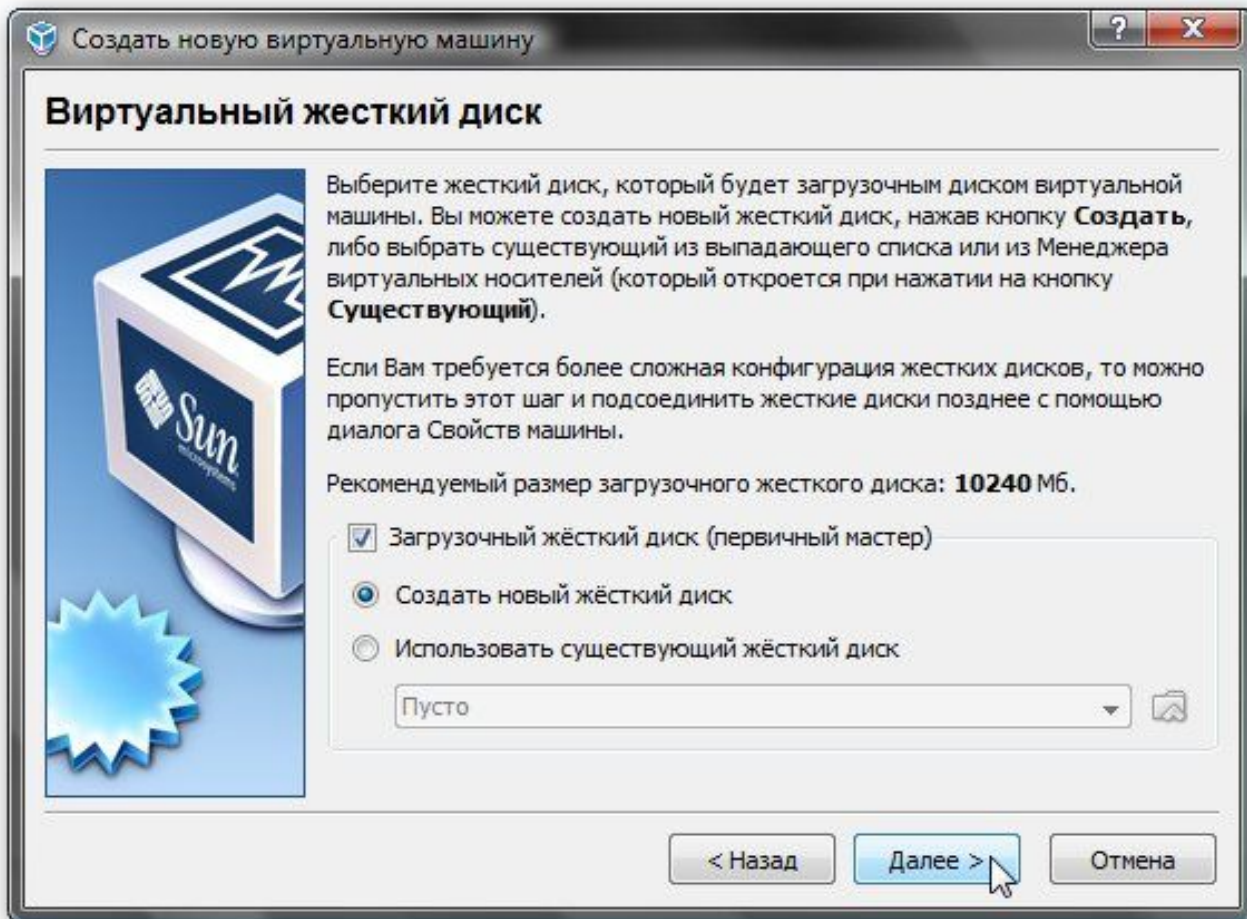 Создать новую виртуальную машину
?
X
Виртуальный жесткий диск
Выберите жесткий диск, который будет загрузочным диском виртуальной
машины. Вы можете создать новый жесткий диск, нажав кнопку Создать,
либо выбрать существующий из выпадающего списка или из Менеджера
виртуальных носителей (который откроется при нажатии на кнопку
Существующий).
Если Вам требуется более сложная конфигурация жестких дисков, то можно
пропустить этот шаг и подсоединить жесткие диски позднее с помощью
диалога Свойств машины.
Sun
microsystems
Рекомендуемый размер загрузочного жесткого диска: 10240 Мб.
Загрузочный жёсткий диск (первичный мастер)
Создать новый жёсткий диск
Использовать существующий жёсткий диск
Пусто
< Назад
Далее >
Отмена